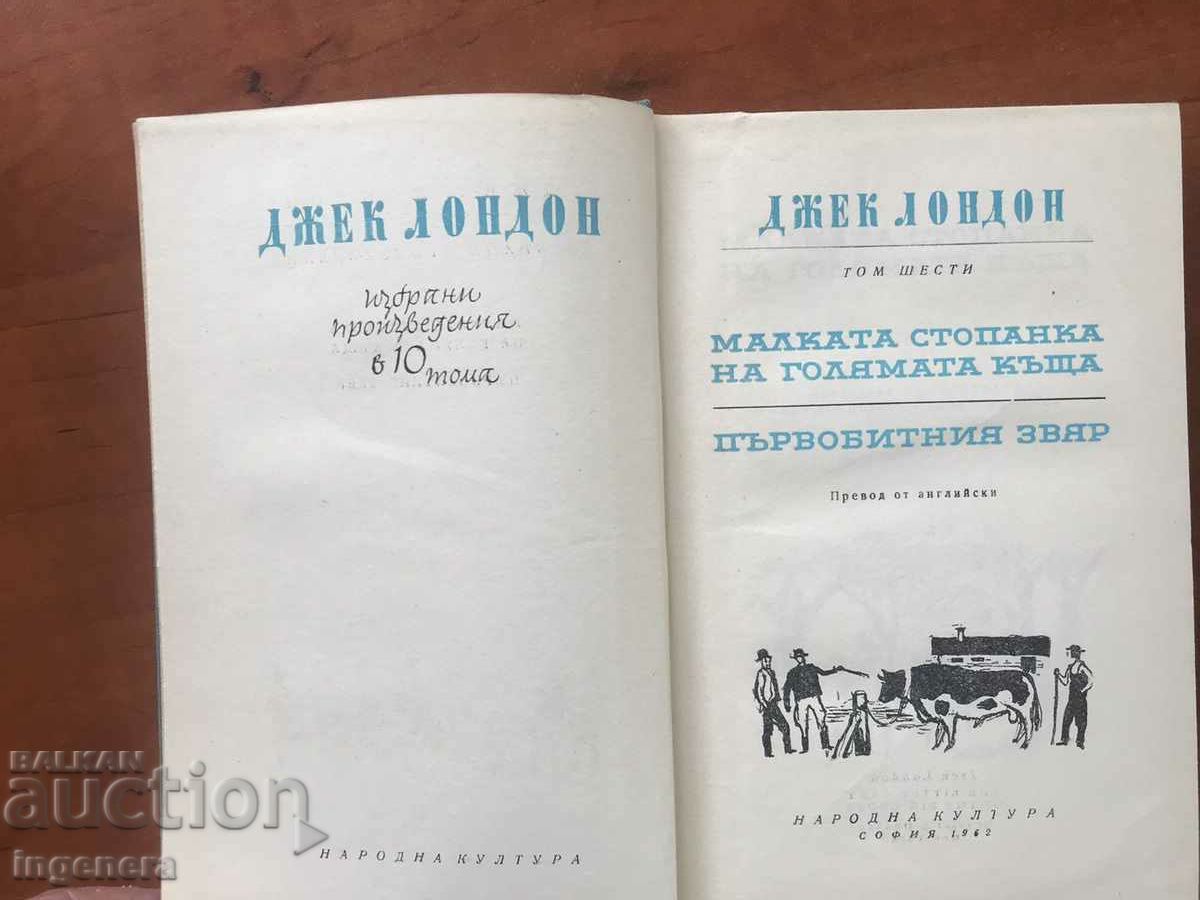 ДЖЕК ЛОНДОН
избрани
произведения
в 10 тома
НАРОДНА КУЛТУРА
ДЖЕК ЛОНДОН
ТОМ ШЕСТИ
МАЛКАТА СТОПАНКА
НА ГОЛЯМАТА КЪЩА
ПЪРВОБИТНИЯ ЗВЯР
Превод от английски
НАРОДНА КУЛТУРА
СОФИЯ 1962
BALKAN
auction
ingenera